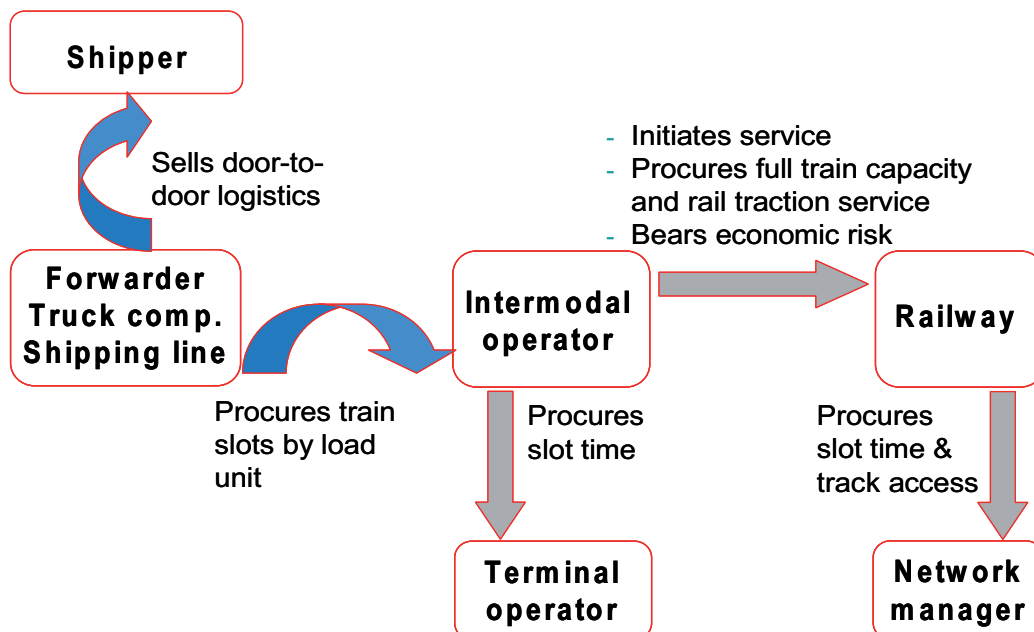 Shipper
Sells door-to-
door logistics
- Initiates service
- Procures full train capacity
and rail traction service
- Bears economic risk
Forwarder
Truck comp.
Shipping line
Intermodal
operator
Railway
Procures train
slots by load
unit
Procures
slot time
Procures
slot time &
track access
Terminal
operator
Network
manager